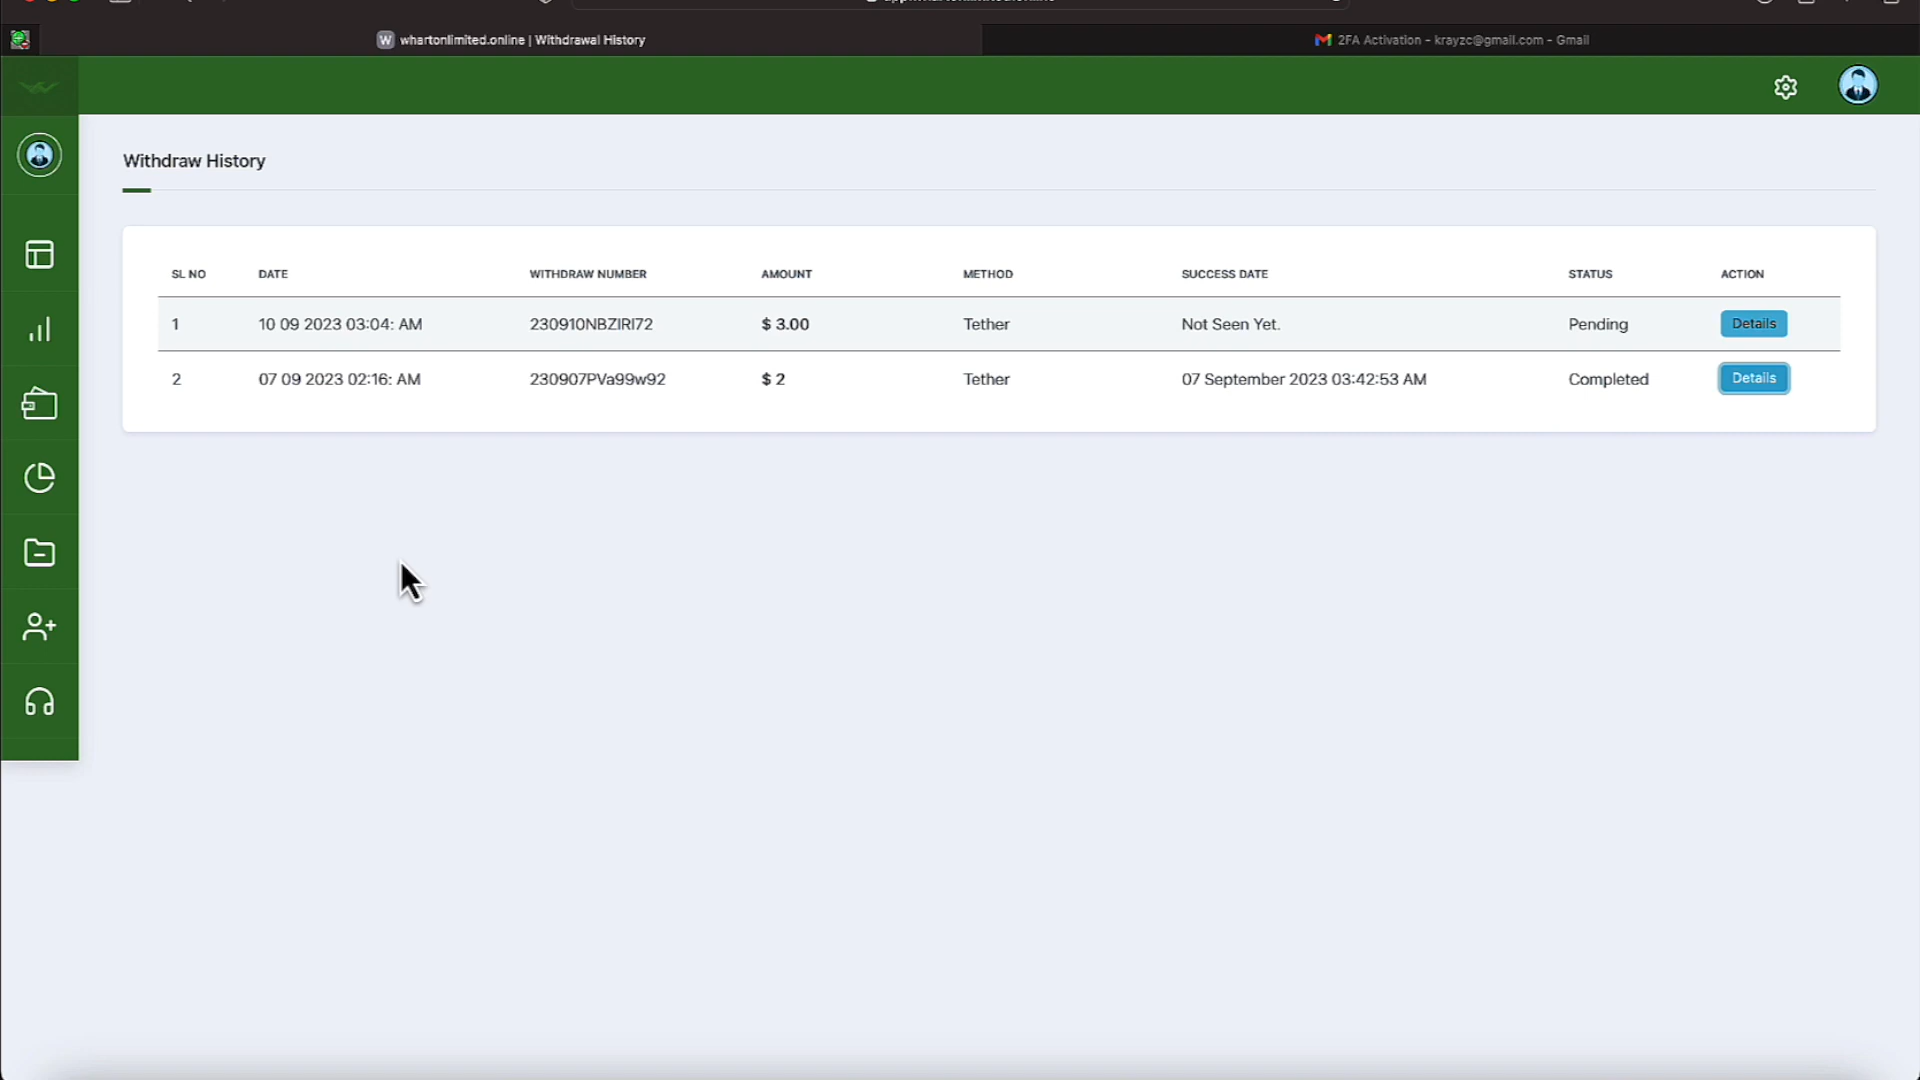 whartonlimited.online | Withdrawal History
2FA Activation - krayzc@gmail.com - Gmail
Withdraw History
SL NO DATE WITHDRAW NUMBER AMOUNT METHOD SUCCESS DATE STATUS ACTION
1 10 09 2023 03:04: AM 230910NBZIRI72 $ 3.00 Tether Not Seen Yet. Pending Details
2 07 09 2023 02:16: AM 230907PVa99w92 $ 2 Tether 07 September 2023 03:42:53 AM Completed Details